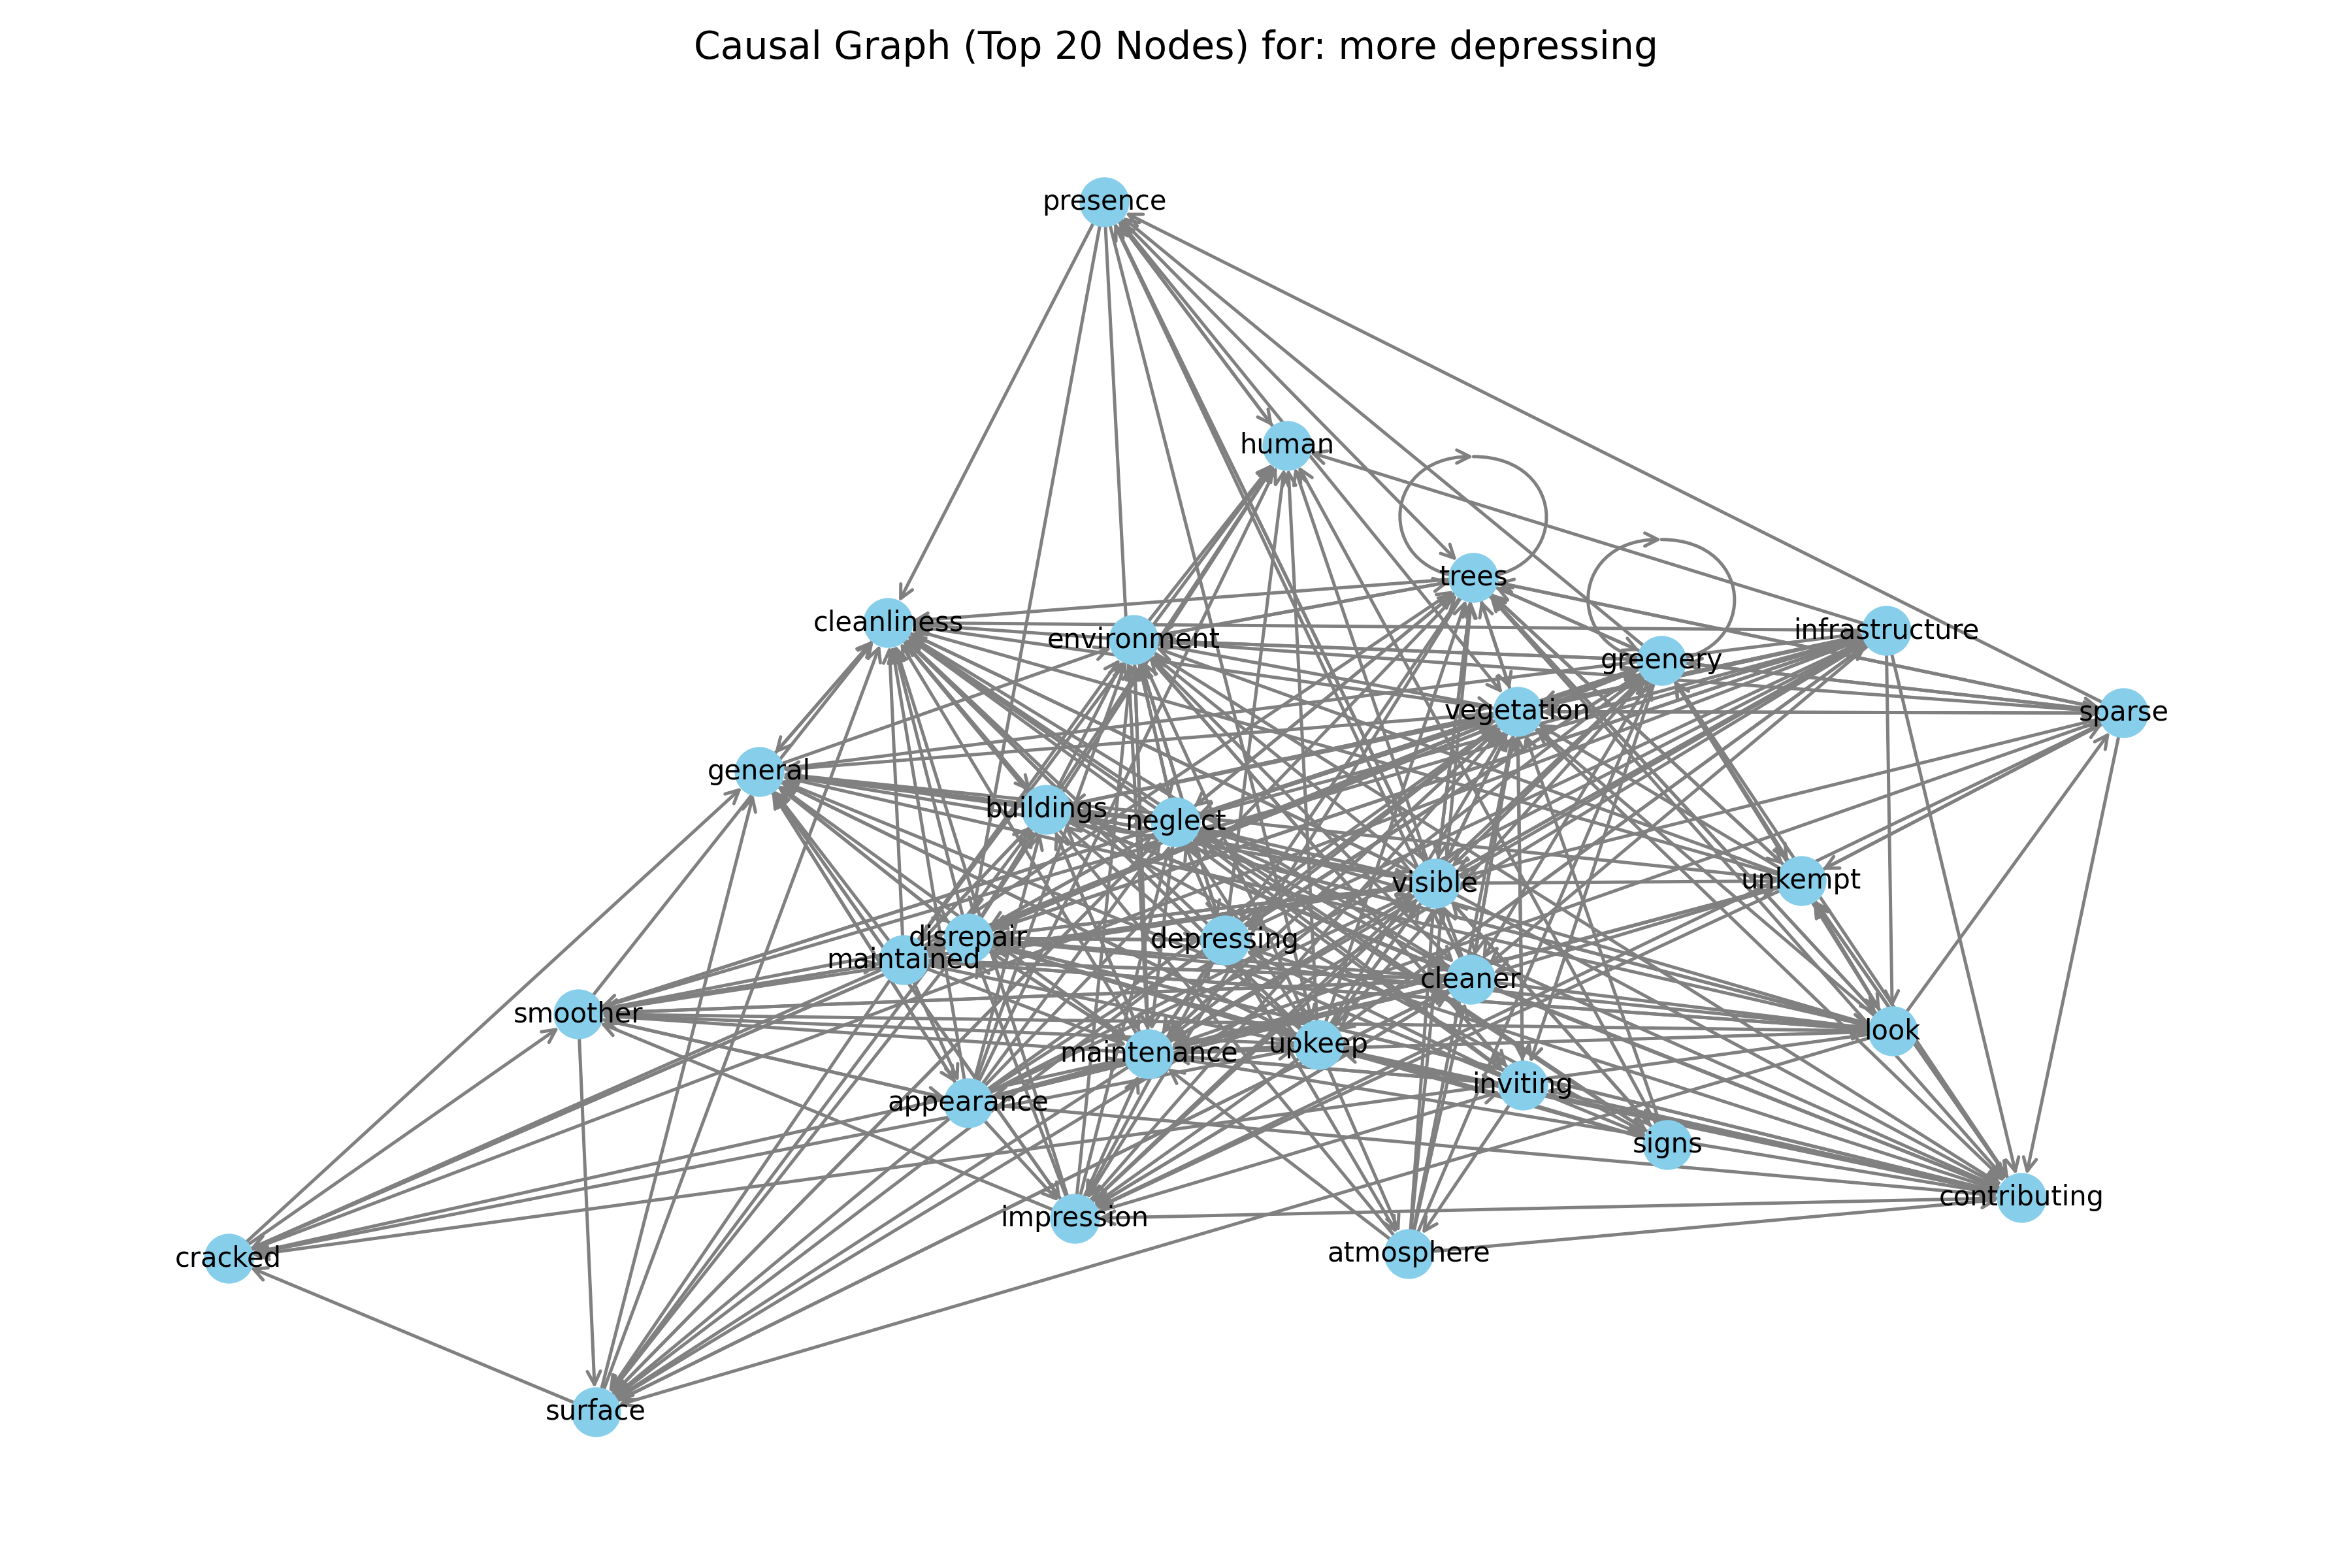 Causal Graph (Top 20 Nodes) for: more depressing
presence
human
trees
cleanliness
environment
infrastructure
greenery
vegetation
sparse
general
buildings
neglect
visible
unkempt
disrepair
depressing
maintained
cleaner
smoother
look
upkeep
maintenance
inviting
appearance
signs
contributing
impression
atmosphere
cracked
surface